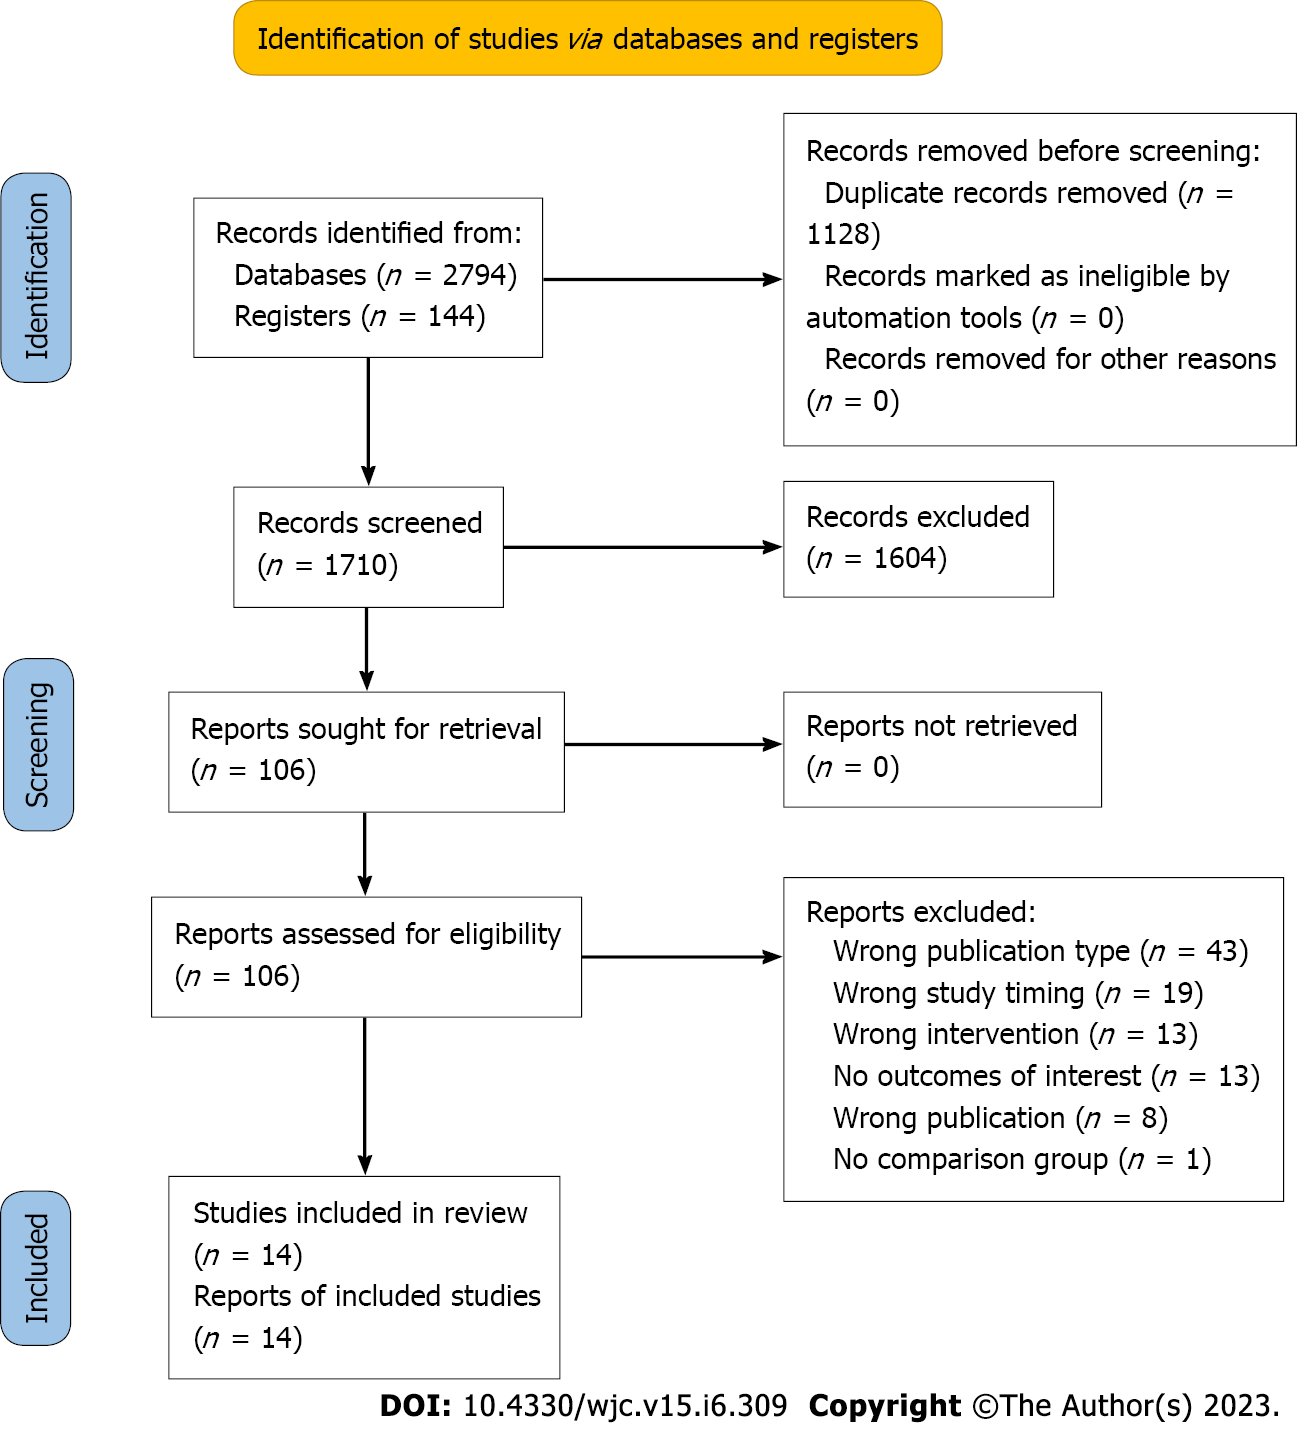 Identification of studies via databases and registers
Identification
Records identified from:
Databases (n = 2794)
Registers (n = 144)
Records removed before screening:
Duplicate records removed (n =
1128)
Records marked as ineligible by
automation tools (n = 0)
Records removed for other reasons
(n = 0)
Records screened
(n = 1710)
Records excluded
(n = 1604)
Screening
Reports sought for retrieval
(n = 106)
Reports not retrieved
(n = 0)
Reports assessed for eligibility
(n = 106)
Reports excluded:
Wrong publication type (n = 43)
Wrong study timing (n = 19)
Wrong intervention (n = 13)
No outcomes of interest (n = 13)
Wrong publication (n = 8)
No comparison group (n = 1)
Included
Studies included in review
(n = 14)
Reports of included studies
(n = 14)
DOI: 10.4330/wjc.v15.i6.309 Copyright ©The Author(s) 2023.